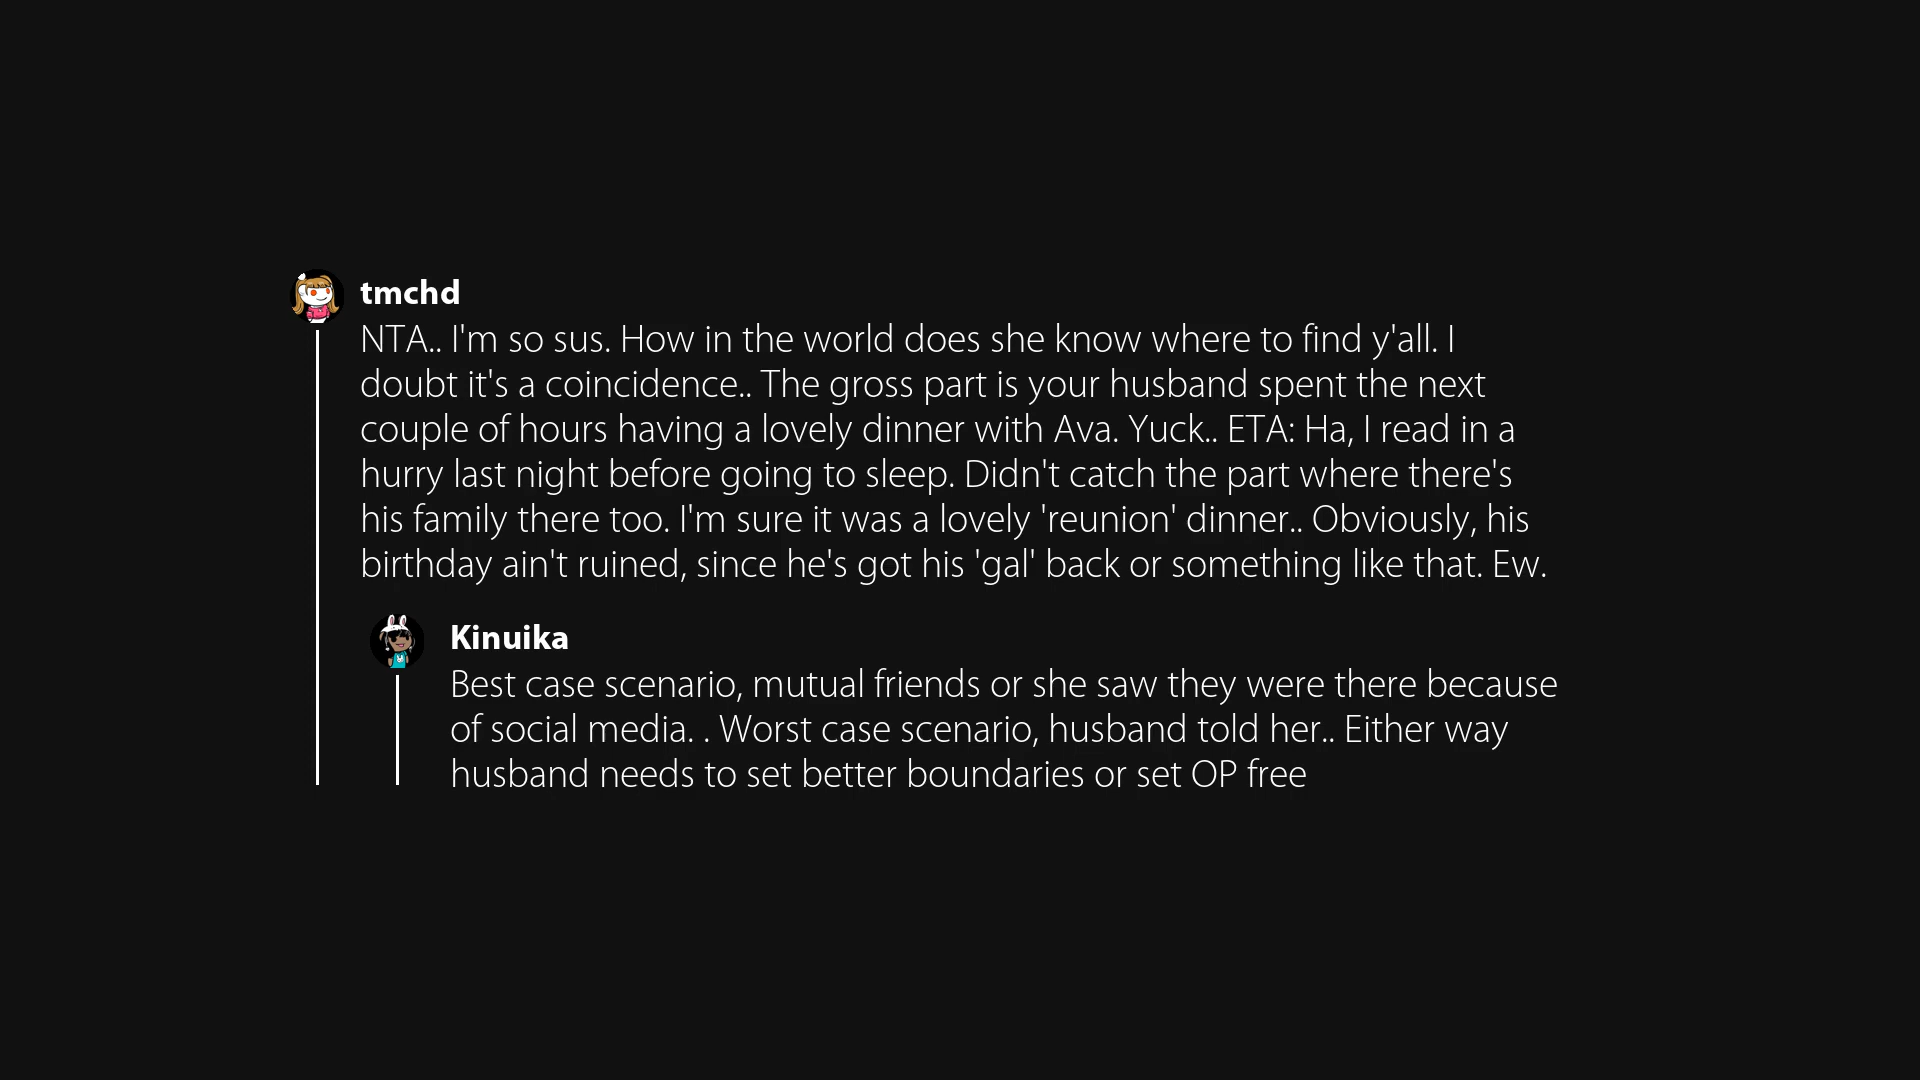 tmchd
NTA.. I'm so sus. How in the world does she know where to find y'all. I
doubt it's a coincidence.. The gross part is your husband spent the next
couple of hours having a lovely dinner with Ava. Yuck.. ETA: Ha, I read in a
hurry last night before going to sleep. Didn't catch the part where there's
his family there too. I'm sure it was a lovely 'reunion' dinner.. Obviously, his
birthday ain't ruined, since he's got his 'gal' back or something like that. Ew.
Kinuika
Best case scenario, mutual friends or she saw they were there because
of social media. . Worst case scenario, husband told her.. Either way
husband needs to set better boundaries or set OP free